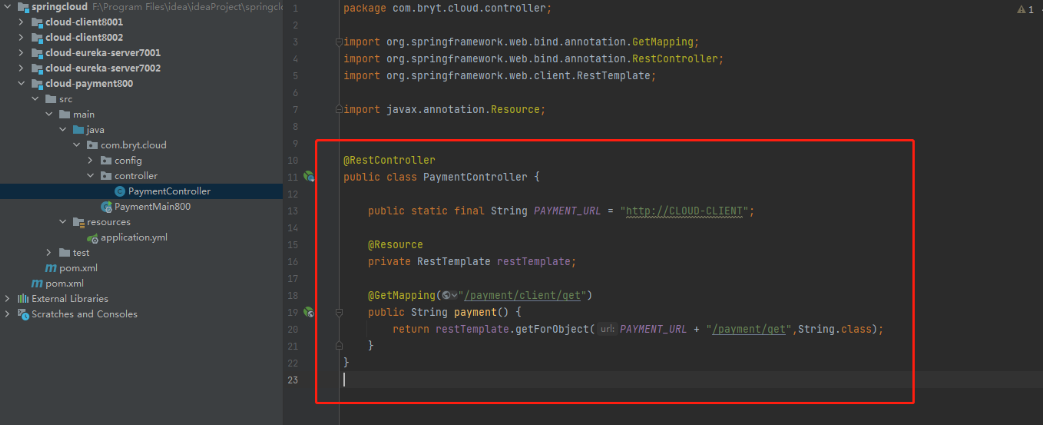 springcloud F:\Program Files\idea\ideaProject\springcl
cloud-client8001
cloud-client8002
cloud-eureka-server7001
cloud-eureka-server7002
cloud-payment800
src
main
java
com.bryt.cloud
config
controller
PaymentController
PaymentMain800
resources
application.yml
test
pom.xml
pom.xml
External Libraries
Scratches and Consoles
1 package com.bryt.cloud.controller;
2
3 import org.springframework.web.bind.annotation.GetMapping;
4 import org.springframework.web.bind.annotation.RestController;
5 import org.springframework.web.client.RestTemplate;
6
7 import javax.annotation.Resource;
8
9
10 @RestController
11 public class PaymentController {
12
13 public static final String PAYMENT_URL = "http://CLOUD-CLIENT";
14
15 @Resource
16 private RestTemplate restTemplate;
17
18 @GetMapping("/payment/client/get")
19 public String payment() {
20 return restTemplate.getForObject( url: PAYMENT_URL + "/payment/get",String.class);
21 }
22 }
23
1